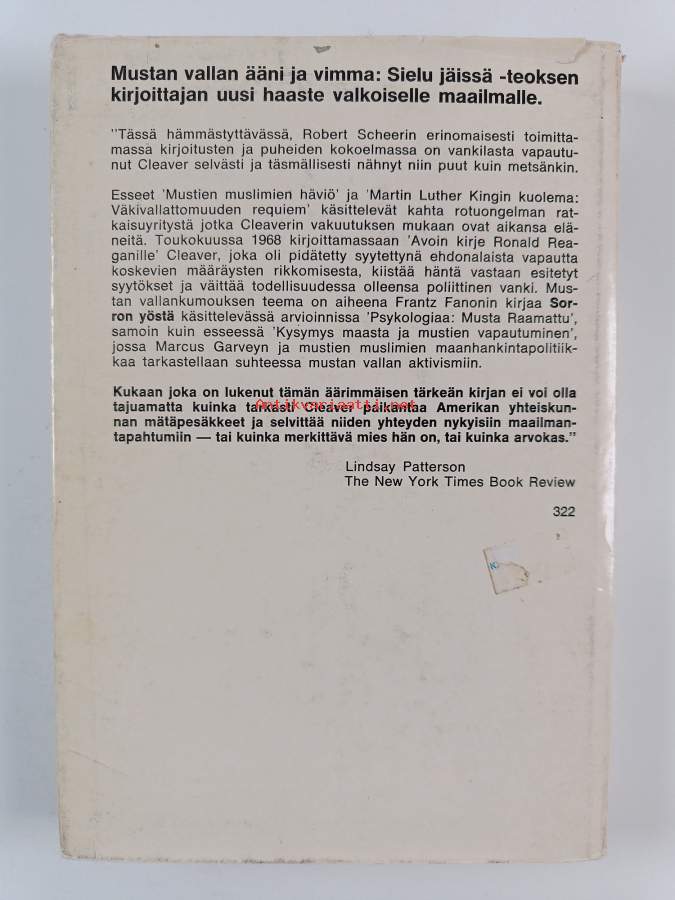 Mustan vallan ääni ja vimma: Sielu jäissä -teoksen
kirjoittajan uusi haaste valkoiselle maailmalle.
"Tässä hämmästyttävässä, Robert Scheerin erinomaisesti toimitta-
massa kirjoitusten ja puheiden kokoelmassa on vankilasta vapautu-
nut Cleaver selvästi ja täsmällisesti nähnyt niin puut kuin metsänkin.
Esseet 'Mustien muslimien häviö' ja 'Martin Luther Kingin kuolema:
Väkivallattomuuden requiem' käsittelevät kahta rotuongelman rat-
kaisuyritystä jotka Cleaverin vakuutuksen mukaan ovat aikansa elä-
neitä. Toukokuussa 1968 kirjoittamassaan 'Avoin kirje Ronald Rea-
ganille' Cleaver, joka oli pidätetty syytettynä ehdonalaista vapautta
koskevien määräysten rikkomisesta, kiistää häntä vastaan esitetyt
syytökset ja väittää todellisuudessa olleensa poliittinen vanki. Mus-
tan vallankumouksen teema on aiheena Frantz Fanonin kirjaa Sor-
ron yöstä käsittelevässä arvioinnissa 'Psykologiaa: Musta Raamattu',
samoin kuin esseessä 'Kysymys maasta ja mustien vapautuminen',
jossa Marcus Garveyn ja mustien muslimien maanhankintapolitiik-
kaa tarkastellaan suhteessa mustan vallan aktivismiin.
Kukaan joka on lukenut tämän äärimmäisen tärkeän kirjan ei voi olla
tajuamatta kuinka tarkasti Cleaver paikantaa Amerikan yhteiskun-
Antikvariaatti.net
nan mätäpesäkkeet ja selvittää niiden yhteyden nykyisiin maailman-
tapahtumiin — tai kuinka merkittävä mies hän on, tai kuinka arvokas."
Lindsay Patterson
The New York Times Book Review
322